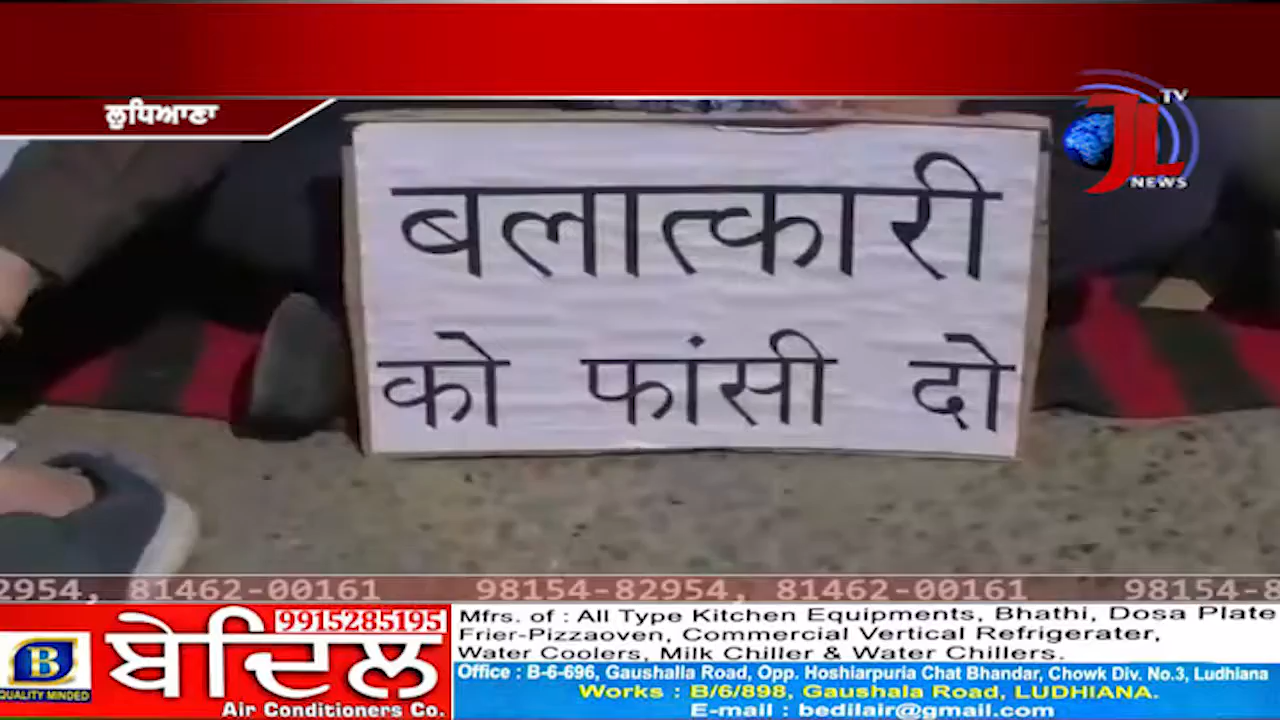 ਲੁਧਿਆਣਾ
JL TV
NEWS
बलात्कारी
को फांसी दो
2954, 81462-00161 98154-82954, 81462-00161 98154-8
B
QUALITY MINDED
ਬੇਦਿਲ
9915285195
Air Conditioners Co.
Mfrs. of : All Type Kitchen Equipments, Bhathi, Dosa Plate
Frier-Pizzaoven, Commercial Vertical Refrigerater,
Water Coolers, Milk Chiller & Water Chillers.
Office : B-6-696, Gaushalla Road, Opp. Hoshiarpuria Chat Bhandar, Chowk Div. No.3, Ludhiana
Works : B/6/898, Gaushala Road, LUDHIANA.
E-mail : bedilair@gmail.com